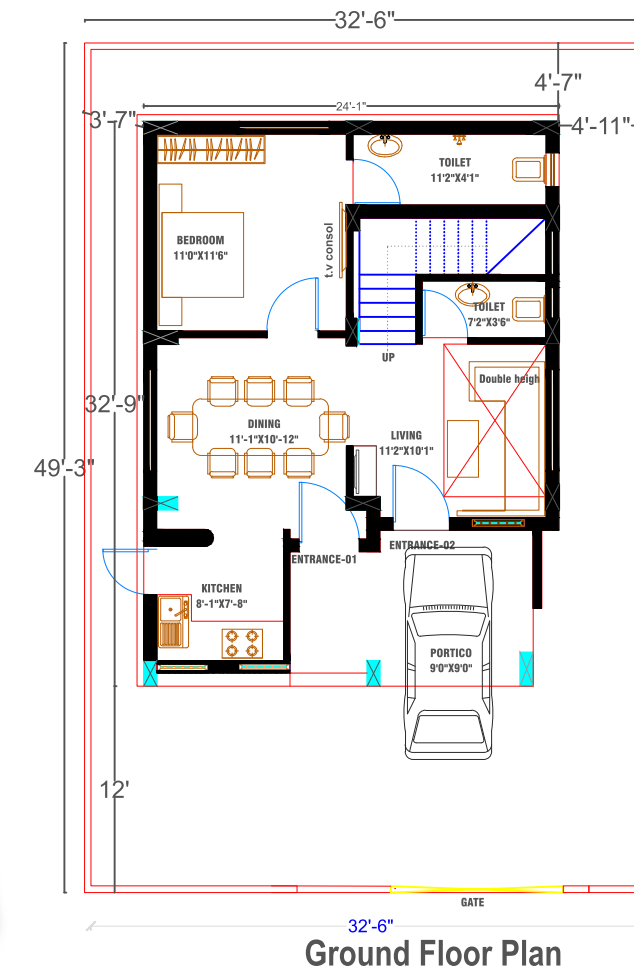 32'-6"
4'-7"
24'-1"
3'-7"
4'-11"
TOILET
11'2"X4'1"
BEDROOM
11'0"X11'6"
t.v consol
TOILET
7'2"X3'6"
UP
Double heigh
32'-9"
DINING
11'-1"X10'-12"
LIVING
11'2"X10'1"
49'-3"
ENTRANCE-02
ENTRANCE-01
KITCHEN
8'-1"X7'-8"
PORTICO
9'0"X9'0"
12'
GATE
32'-6"
Ground Floor Plan